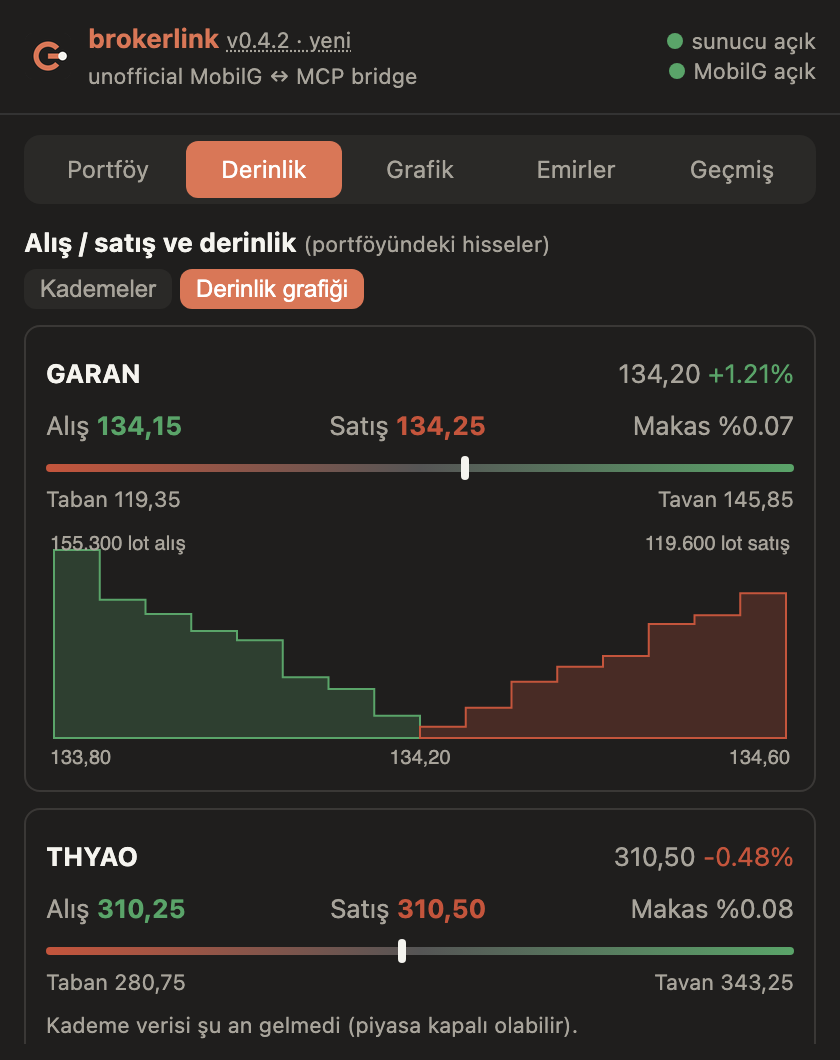 brokerlink v0.4.2 · yeni
unofficial MobilG ↔ MCP bridge
sunucu açık
MobilG açık
Portföy Derinlik Grafik Emirler Geçmiş
Alış / satış ve derinlik (portföyündeki hisseler)
Kademeler Derinlik grafiği
GARAN 134,20 +1.21%
Alış 134,15 Satış 134,25 Makas %0.07
Taban 119,35 Tavan 145,85
155.300 lot alış 119.600 lot satış
133,80 134,20 134,60
THYAO 310,50 -0.48%
Alış 310,25 Satış 310,50 Makas %0.08
Taban 280,75 Tavan 343,25
Kademe verisi şu an gelmedi (piyasa kapalı olabilir).